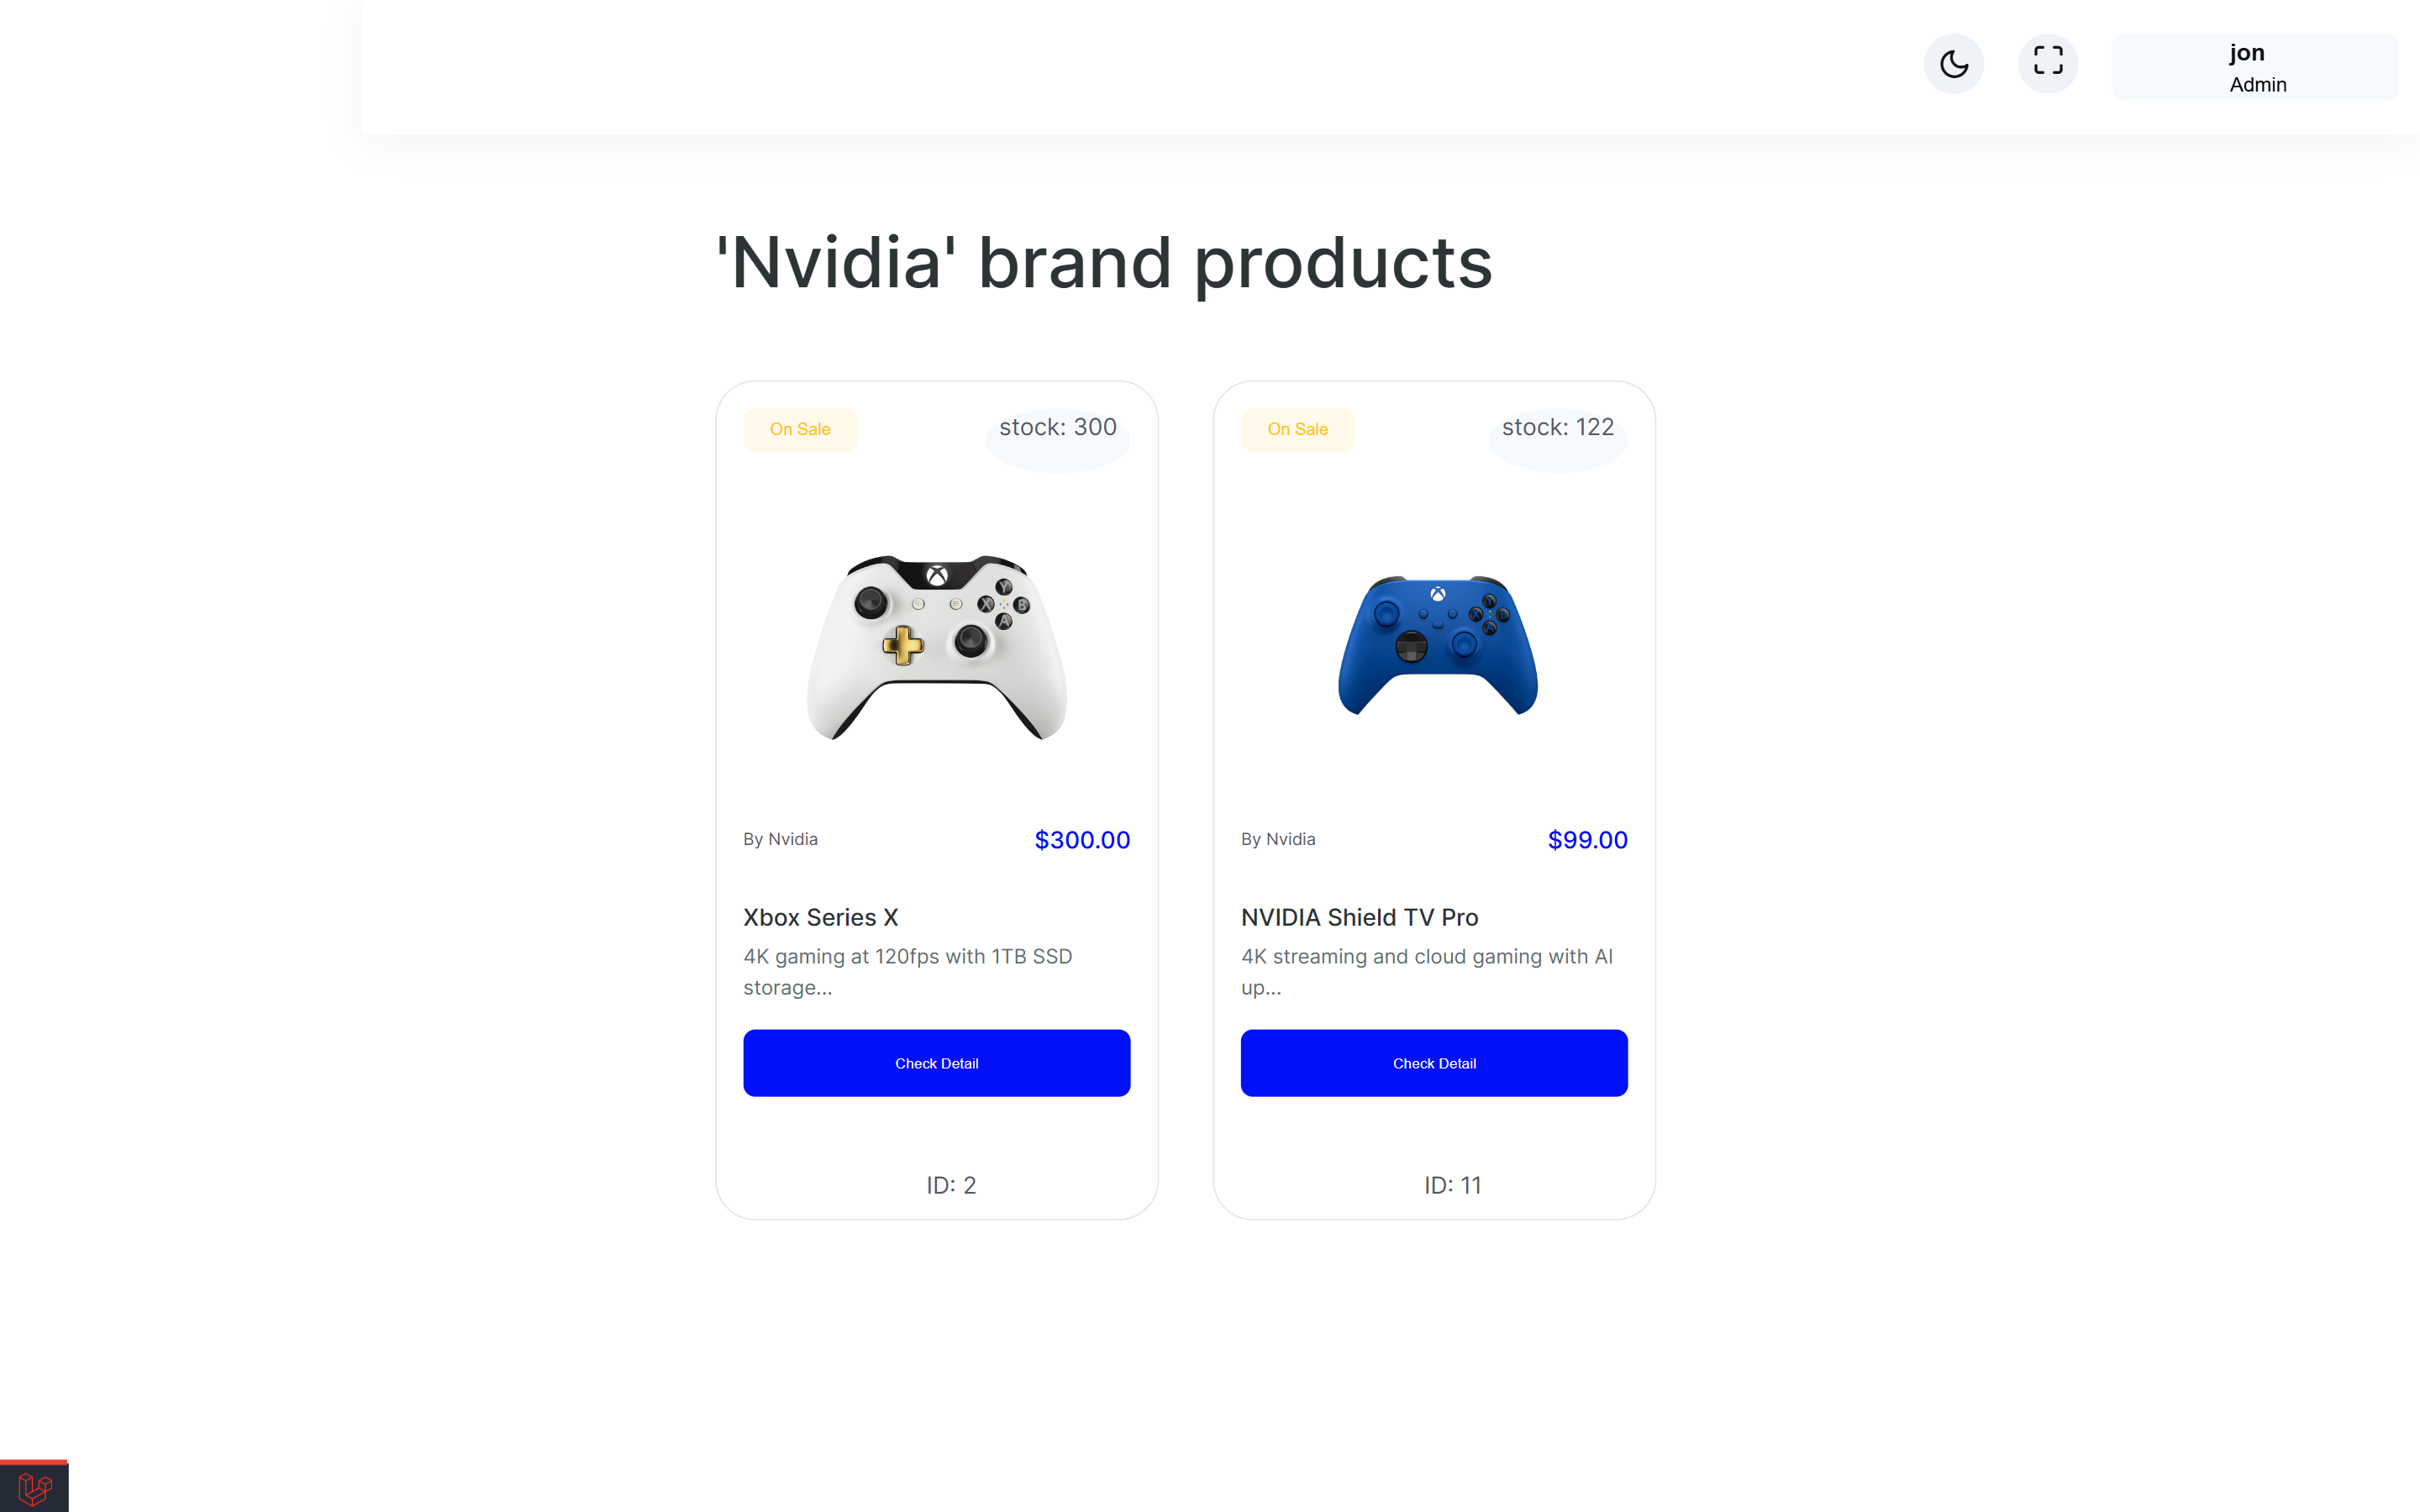 jon
Admin
'Nvidia' brand products
On Sale
stock: 300
Y
X
B
A
By Nvidia
$300.00
Xbox Series X
4K gaming at 120fps with 1TB SSD
storage...
Check Detail
ID: 2
On Sale
stock: 122
Y
X
B
A
By Nvidia
$99.00
NVIDIA Shield TV Pro
4K streaming and cloud gaming with AI
up...
Check Detail
ID: 11